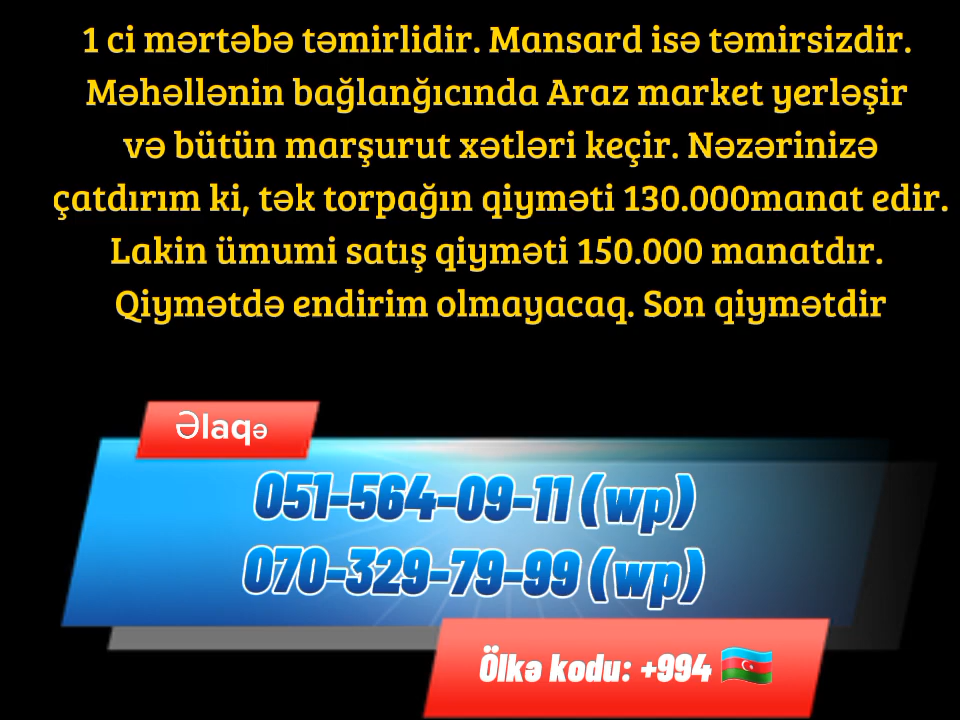 1 ci mərtəbə təmirlidir. Mansard isə təmirsizdir.
Məhəllənin bağlanğıcında Araz market yerləşir
və bütün marşurut xətləri keçir. Nəzərinizə
çatdırım ki, tək torpağın qiyməti 130.000manat edir.
Lakin ümumi satış qiyməti 150.000 manatdır.
Qiymətdə endirim olmayacaq. Son qiymətdir
Əlaqə
051-564-09-11 (wp)
070-329-79-99 (wp)
Ölkə kodu: +994 🇦🇿